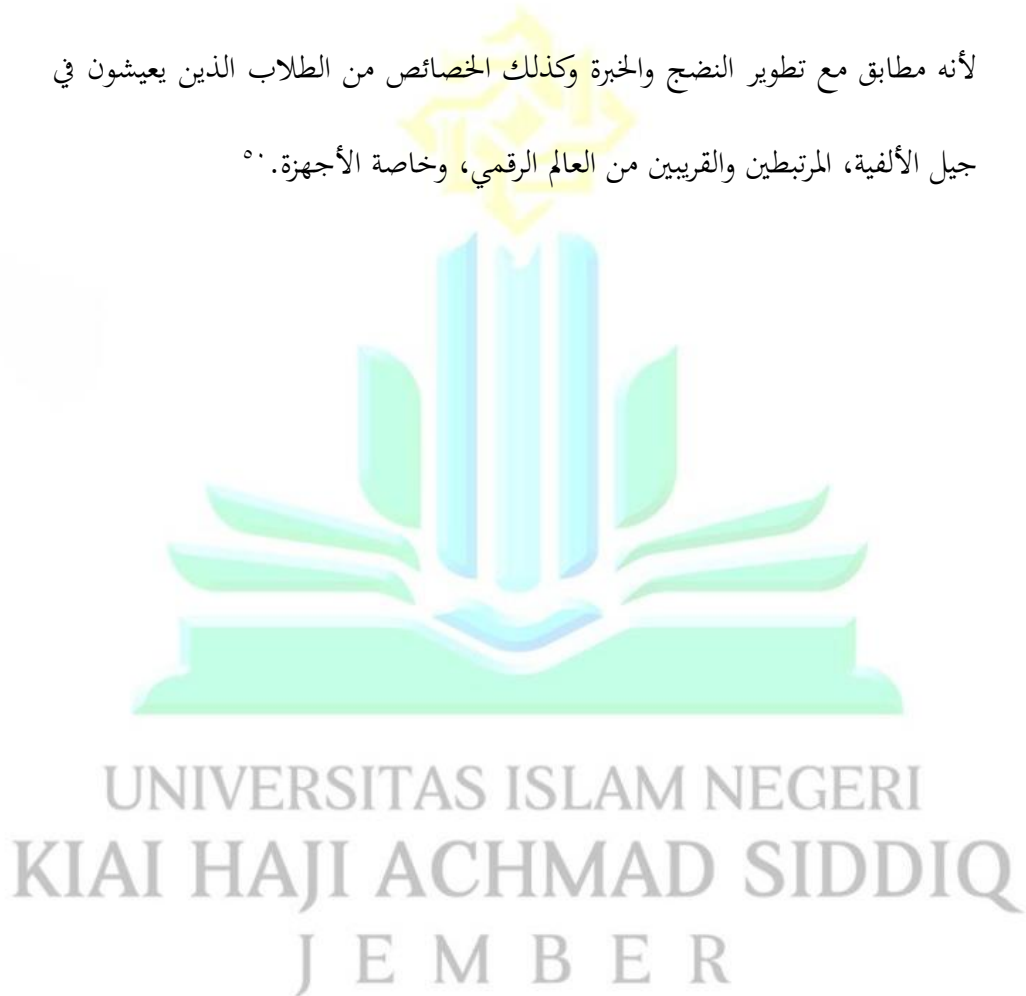 لأنه مطابق مع تطوير النضج والخبرة وكذلك الخصائص من الطلاب الذين يعيشون في
جيل الألفية، المرتبطين والقريبين من العالم الرقمي، وخاصة الأجهزة.٥٠
UNIVERSITAS ISLAM NEGERI
KIAI HAJI ACHMAD SIDDIQ
JEMBER